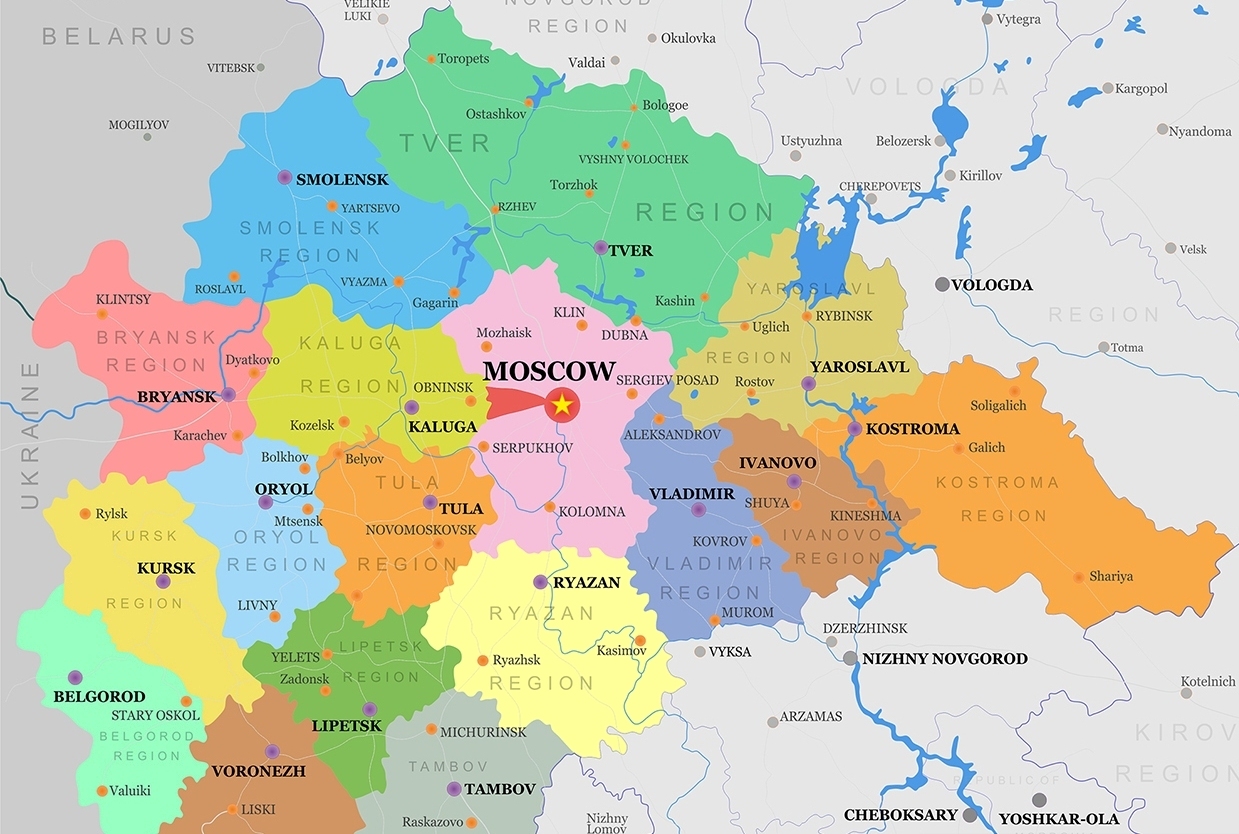 VELIKIE
LUKI
NOVGOROD
REGION
Okulovka
Vytegra
BELARUS
VITEBSK
Toropets
Valdai
VOLOGDA
Kargopol
Ostashkov
Bologoe
MOGILYOV
TVER
VYSHNY VOLOCHEK
Ustyuzhna
Belozersk
Nyandoma
SMOLENSK
Torzhok
CHEREPOVETS
Kirillov
YARTSEVO
RZHEV
REGION
SMOLENSK
REGION
TVER
Velsk
ROSLAVL
VYAZMA
Gagarin
Kashin
YAROSLAVL
VOLOGDA
KLINTSY
KLIN
DUBNA
Uglich
RYBINSK
REGION
BRYANSK
REGION
KALUGA
REGION
Mozhaisk
REGION
Totma
UKRAINE
Dyatkovo
MOSCOW
OBNINSK
SERGIEV POSAD
Rostov
YAROSLAVL
BRYANSK
KALUGA
Soligalich
Karachev
Kozelsk
SERPUKHOV
ALEKSANDROV
KOSTROMA
Galich
Bolkhov
Belyov
IVANOVO
ORYOL
TULA
TULA
VLADIMIR
KOSTROMA
REGION
Rylsk
Mtsensk
NOVOMOSKOVSK
KOLOMNA
SHUYA
KINESHMA
KURSK
ORYOL
REGION
REGION
KOVROV
IVANOVO
REGION
KURSK
RYAZAN
VLADIMIR
REGION
Shariya
REGION
LIVNY
RYAZAN
MUROM
DZERZHINSK
YELETS
LIPETSK
REGION
Ryazhsk
Kasimov
VYKSA
NIZHNY NOVGOROD
Zadonsk
REGION
BELGOROD
Kotelnich
STARY OSKOL
LIPETSK
MICHURINSK
ARZAMAS
BELGOROD
REGION
KIROV
REGION
VORONEZH
TAMBOV
REPUBLIC OF
Valuiki
TAMBOV
LISKI
Raskazovo
Nizhny
Lomov
CHEBOKSARY
YOSHKAR-OLA